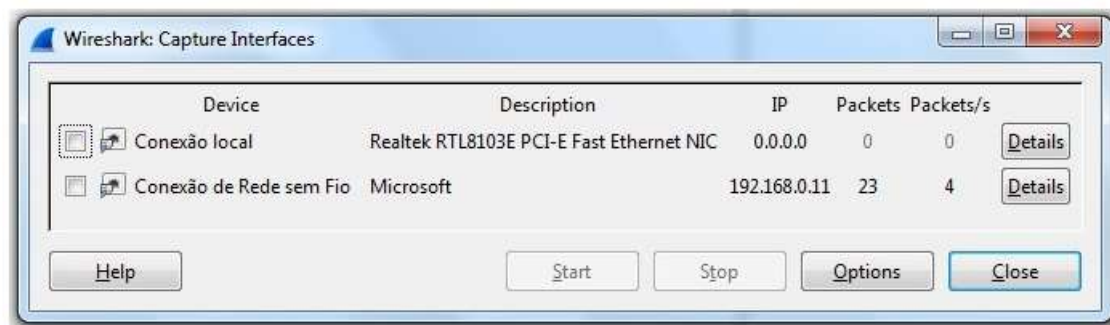 Wireshark: Capture Interfaces
Device Description IP Packets Packets/s
Conexão local Realtek RTL8103E PCI-E Fast Ethernet NIC 0.0.0.0 0 0 Details
Conexão de Rede sem Fio Microsoft 192.168.0.11 23 4 Details
Help Start Stop Options Close